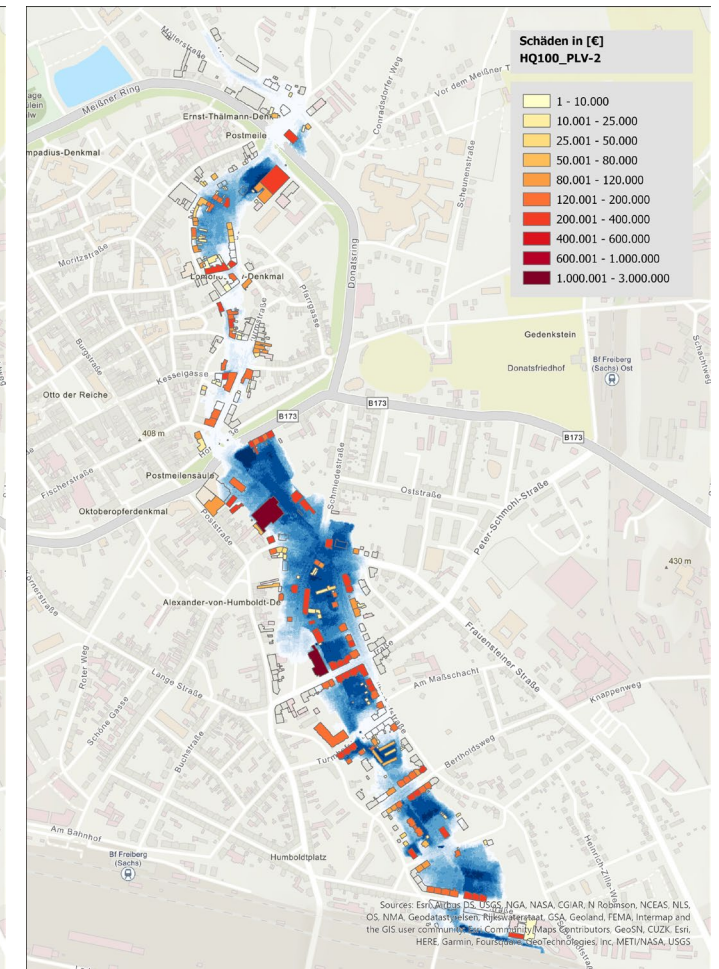 Schäden in [€]
HQ100_PLV-2
1 - 10.000
10.001 - 25.000
25.001 - 50.000
50.001 - 80.000
80.001 - 120.000
120.001 - 200.000
200.001 - 400.000
400.001 - 600.000
600.001 - 1.000.000
1.000.001 - 3.000.000
Möllerstraße
Meißner Ring
Conradsdorfer Weg
Vor dem Meißner
Ernst-Thälmann-Denk
Postmeile
mpadius-Denkmal
Scheunenstraße
Moritzstraße
Donatsring
Denkmal
Pfarrgasse
Gedenkstein
Schachtweg
Burgstraße
Donatsfriedhof
Bf Freiberg
(Sachs) Ost
Kesselgasse
Otto der Reiche
B173
B173
B173
408 m
Fischerstraße
Postmeilensäule
Schmiedestraße
Oststraße
Peter-Schmohl-Straße
Oktoberopferdenkmal
Poststraße
430 m
Alexander-von-Humboldt-De
Frauensteiner Straße
Roter Weg
Lange Straße
Am Maßschacht
Knappenweg
Schöne Gasse
Buchstraße
Bertholdsweg
Am Bahnhof
Bf Freiberg
(Sachs)
Humboldtplatz
Heinrich-Zille-We
Sources: Esri, Airbus DS, USGS, NGA, NASA, CGIAR, N Robinson, NCEAS, NLS,
OS, NMA, Geodatastyrelsen, Rijkswaterstaat, GSA, Geoland, FEMA, Intermap and
the GIS user community, Esri Community Maps Contributors, GeoSN, CUZK, Esri,
HERE, Garmin, Foursquare, GeoTechnologies, Inc, METI/NASA, USGS